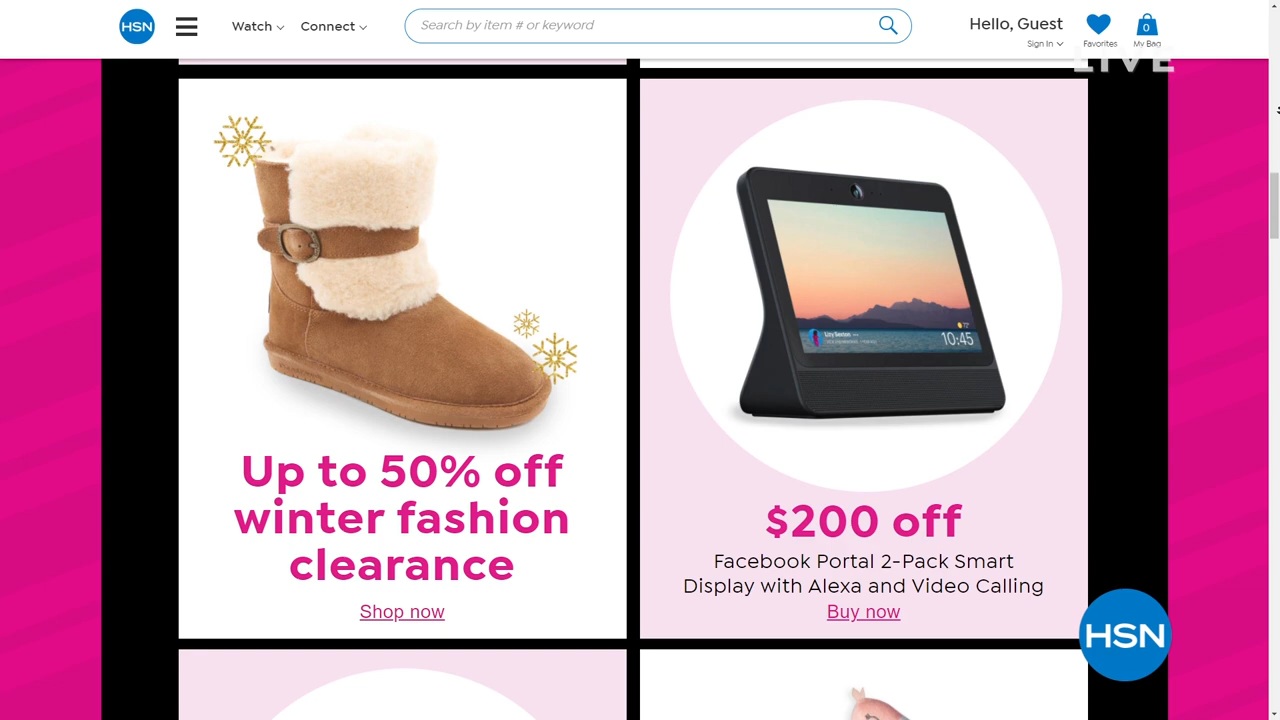 HSN
Watch
Connect
Search by item # or keyword
Hello, Guest
Sign In
Favorites
0
My Bag
LIVE
10:45
Up to 50% off
winter fashion
clearance
Shop now
$200 off
Facebook Portal 2-Pack Smart
Display with Alexa and Video Calling
Buy now
HSN